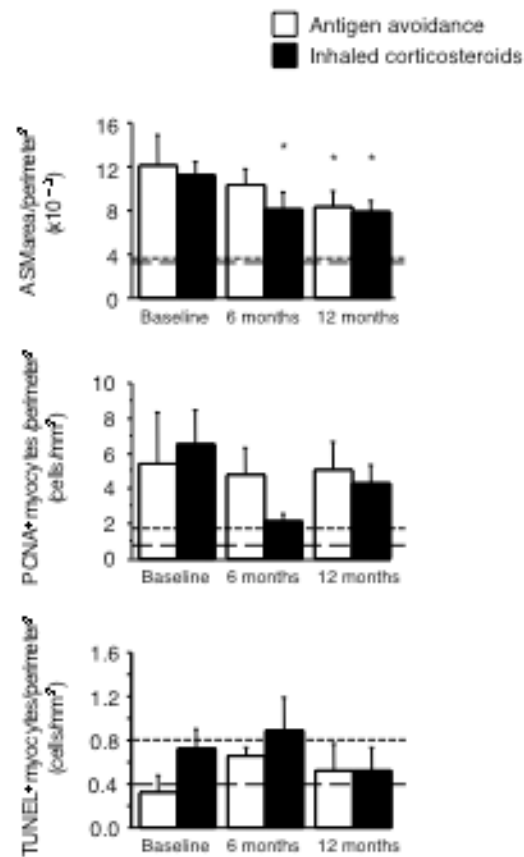 Antigen avoidance
Inhaled corticosteroids
ASM area/perimeter²
(x10⁻³)
16
12
8
4
0
*
*
*
Baseline
6 months
12 months
PCNA+ myocytes/perimeter²
(cells/mm²)
10
8
6
4
2
0
Baseline
6 months
12 months
TUNEL+ myocytes/perimeter²
(cells/mm²)
1.6
1.2
0.8
0.4
0.0
Baseline
6 months
12 months